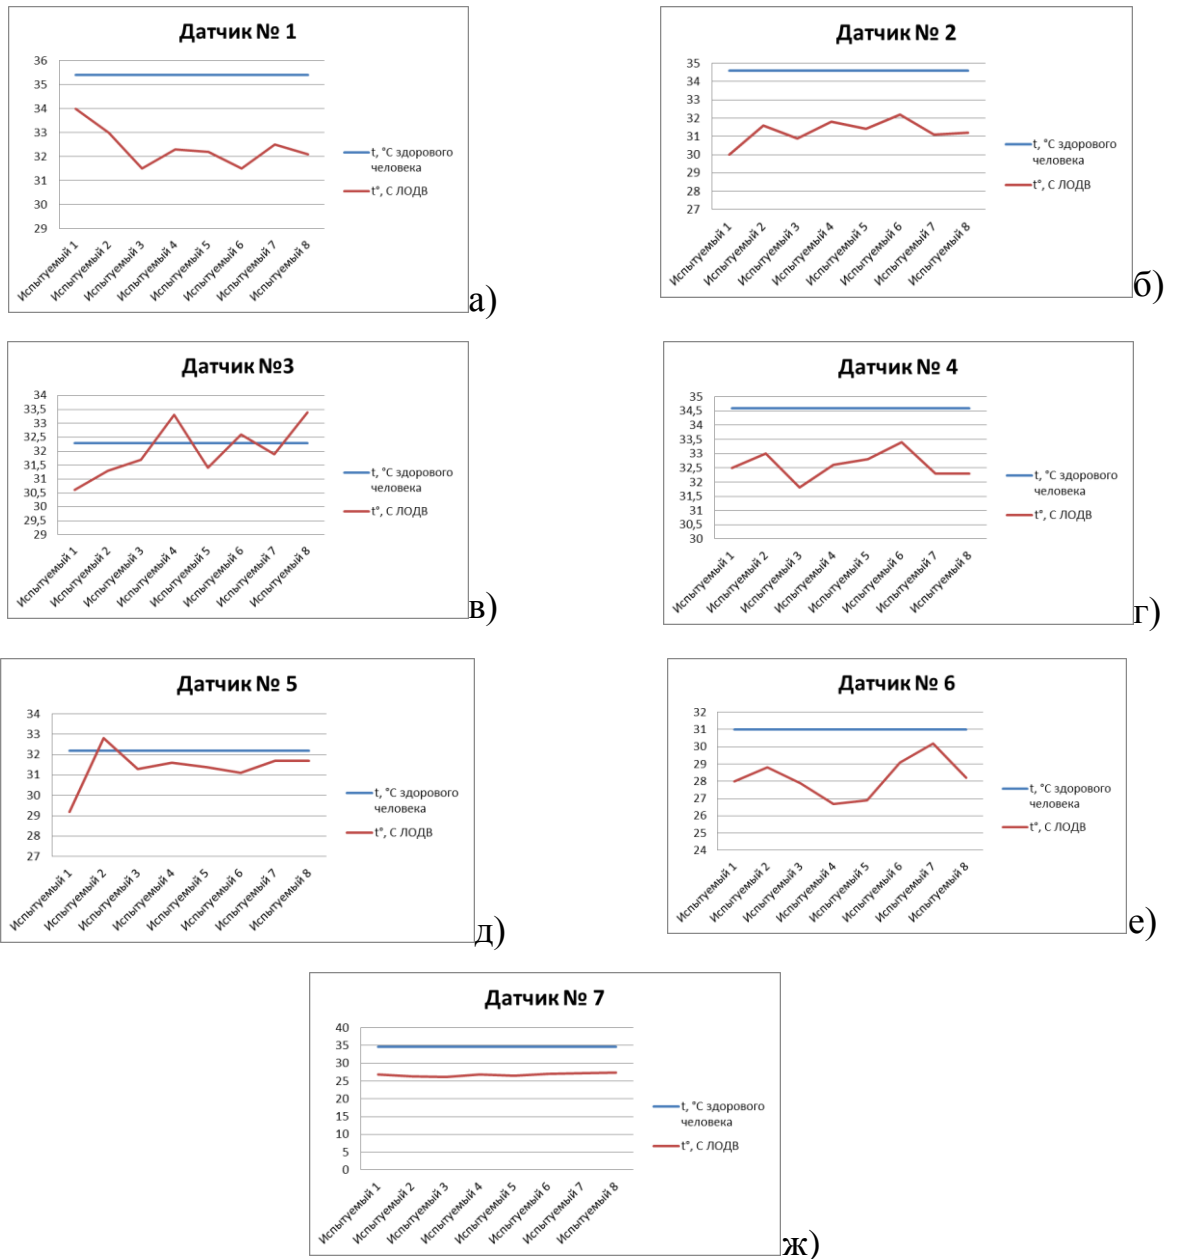 Датчик № 1
36
35
34
33
32
31
30
29
t, °C здорового
человека
t°, С ЛОДВ
Испытуемый 1
Испытуемый 2
Испытуемый 3
Испытуемый 4
Испытуемый 5
Испытуемый 6
Испытуемый 7
Испытуемый 8
а)
Датчик № 2
35
34
33
32
31
30
29
28
27
t, °C здорового
человека
t°, С ЛОДВ
Испытуемый 1
Испытуемый 2
Испытуемый 3
Испытуемый 4
Испытуемый 5
Испытуемый 6
Испытуемый 7
Испытуемый 8
б)
Датчик №3
34
33,5
33
32,5
32
31,5
31
30,5
30
29,5
29
t, °C здорового
человека
t°, С ЛОДВ
Испытуемый 1
Испытуемый 2
Испытуемый 3
Испытуемый 4
Испытуемый 5
Испытуемый 6
Испытуемый 7
Испытуемый 8
в)
Датчик № 4
35
34,5
34
33,5
33
32,5
32
31,5
31
30,5
30
t, °C здорового
человека
t°, С ЛОДВ
Испытуемый 1
Испытуемый 2
Испытуемый 3
Испытуемый 4
Испытуемый 5
Испытуемый 6
Испытуемый 7
Испытуемый 8
г)
Датчик № 5
34
33
32
31
30
29
28
27
t, °C здорового
человека
t°, С ЛОДВ
Испытуемый 1
Испытуемый 2
Испытуемый 3
Испытуемый 4
Испытуемый 5
Испытуемый 6
Испытуемый 7
Испытуемый 8
д)
Датчик № 6
32
31
30
29
28
27
26
25
24
t, °C здорового
человека
t°, С ЛОДВ
Испытуемый 1
Испытуемый 2
Испытуемый 3
Испытуемый 4
Испытуемый 5
Испытуемый 6
Испытуемый 7
Испытуемый 8
е)
Датчик № 7
40
35
30
25
20
15
10
5
0
t, °C здорового
человека
t°, С ЛОДВ
Испытуемый 1
Испытуемый 2
Испытуемый 3
Испытуемый 4
Испытуемый 5
Испытуемый 6
Испытуемый 7
Испытуемый 8
ж)